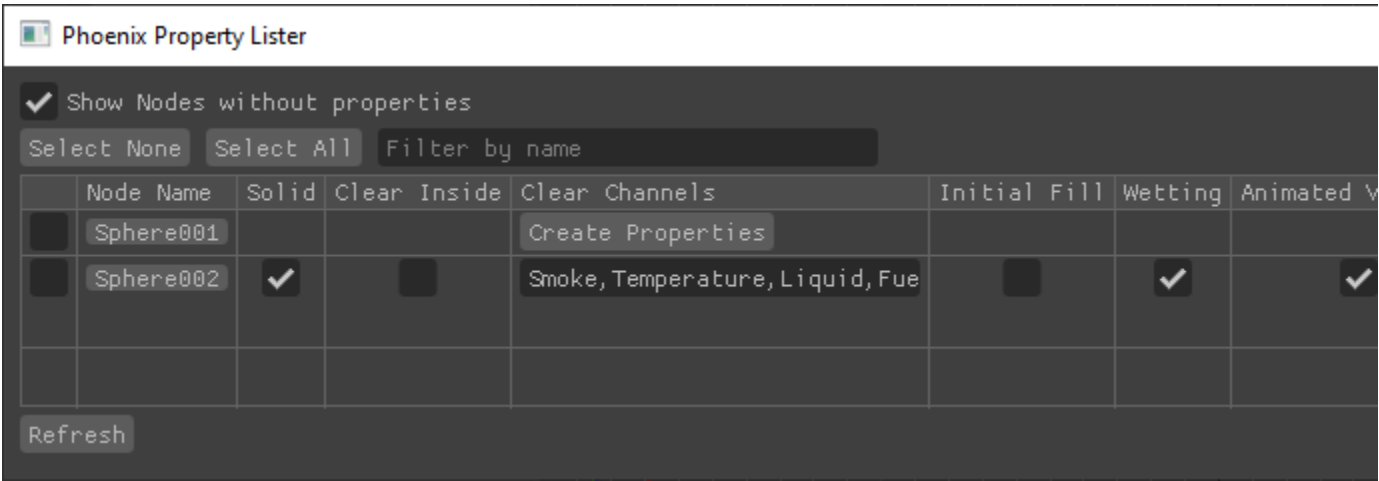 Phoenix Property Lister
Show Nodes without properties
Select None Select All Filter by name
Node Name Solid Clear Inside Clear Channels Initial Fill Wetting Animated
Sphere001 Create Properties
Sphere002 Smoke,Temperature,Liquid,Fue
Refresh